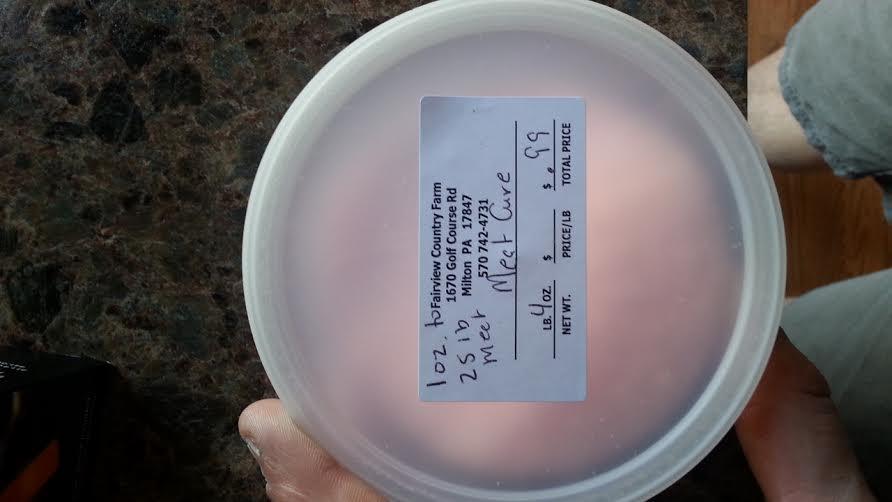 1 oz. to Fairview Country Farm
1670 Golf Course Rd
25 lb Milton PA 17847
meet 570 742-4731
Meat Cure
LB. 4 OZ. $ $ .99
NET WT. PRICE/LB TOTAL PRICE